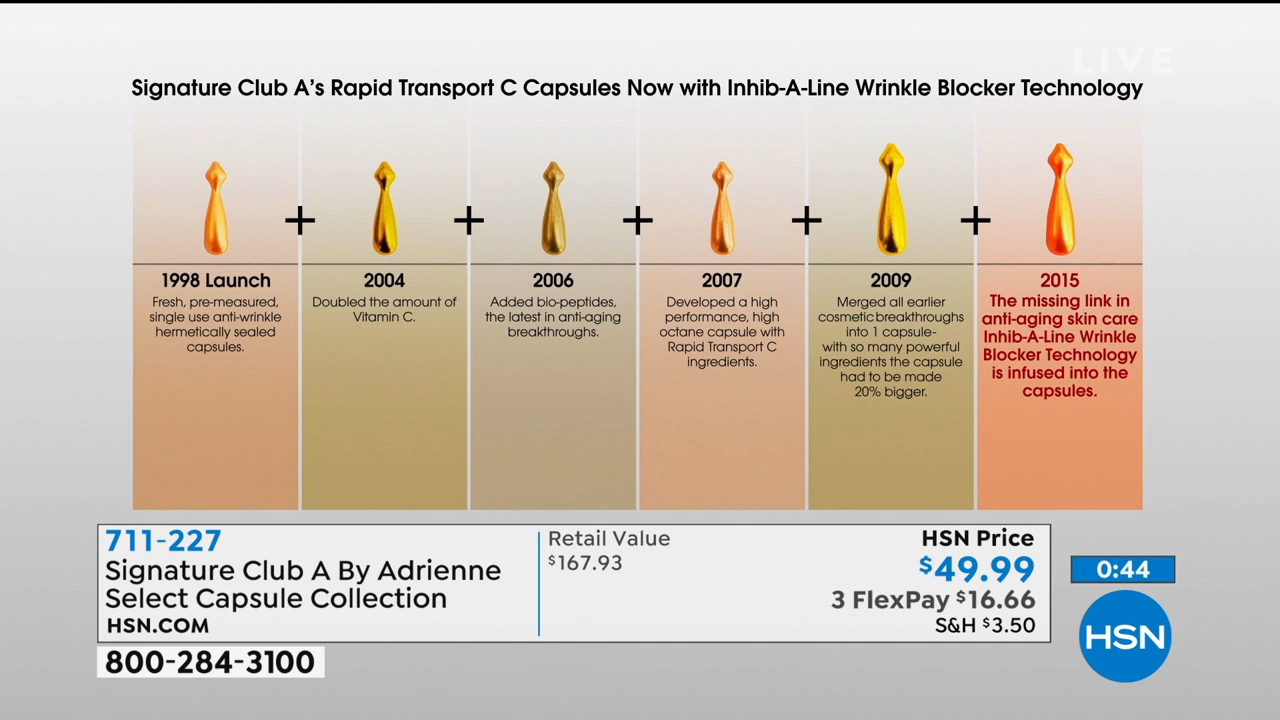 LIVE
Signature Club A's Rapid Transport C Capsules Now with Inhib-A-Line Wrinkle Blocker Technology
+ + + + +
1998 Launch
Fresh, pre-measured,
single use anti-wrinkle
hermetically sealed
capsules.
2004
Doubled the amount of
Vitamin C.
2006
Added bio-peptides,
the latest in anti-aging
breakthroughs.
2007
Developed a high
performance, high
octane capsule with
Rapid Transport C
ingredients.
2009
Merged all earlier
cosmetic breakthroughs
into 1 capsule-
with so many powerful
ingredients the capsule
had to be made
20% bigger.
2015
The missing link in
anti-aging skin care
Inhib-A-Line Wrinkle
Blocker Technology
is infused into the
capsules.
711-227
Signature Club A By Adrienne
Select Capsule Collection
HSN.COM
Retail Value
$167.93
HSN Price
$49.99
3 FlexPay $16.66
S&H $3.50
0:44
HSN
800-284-3100